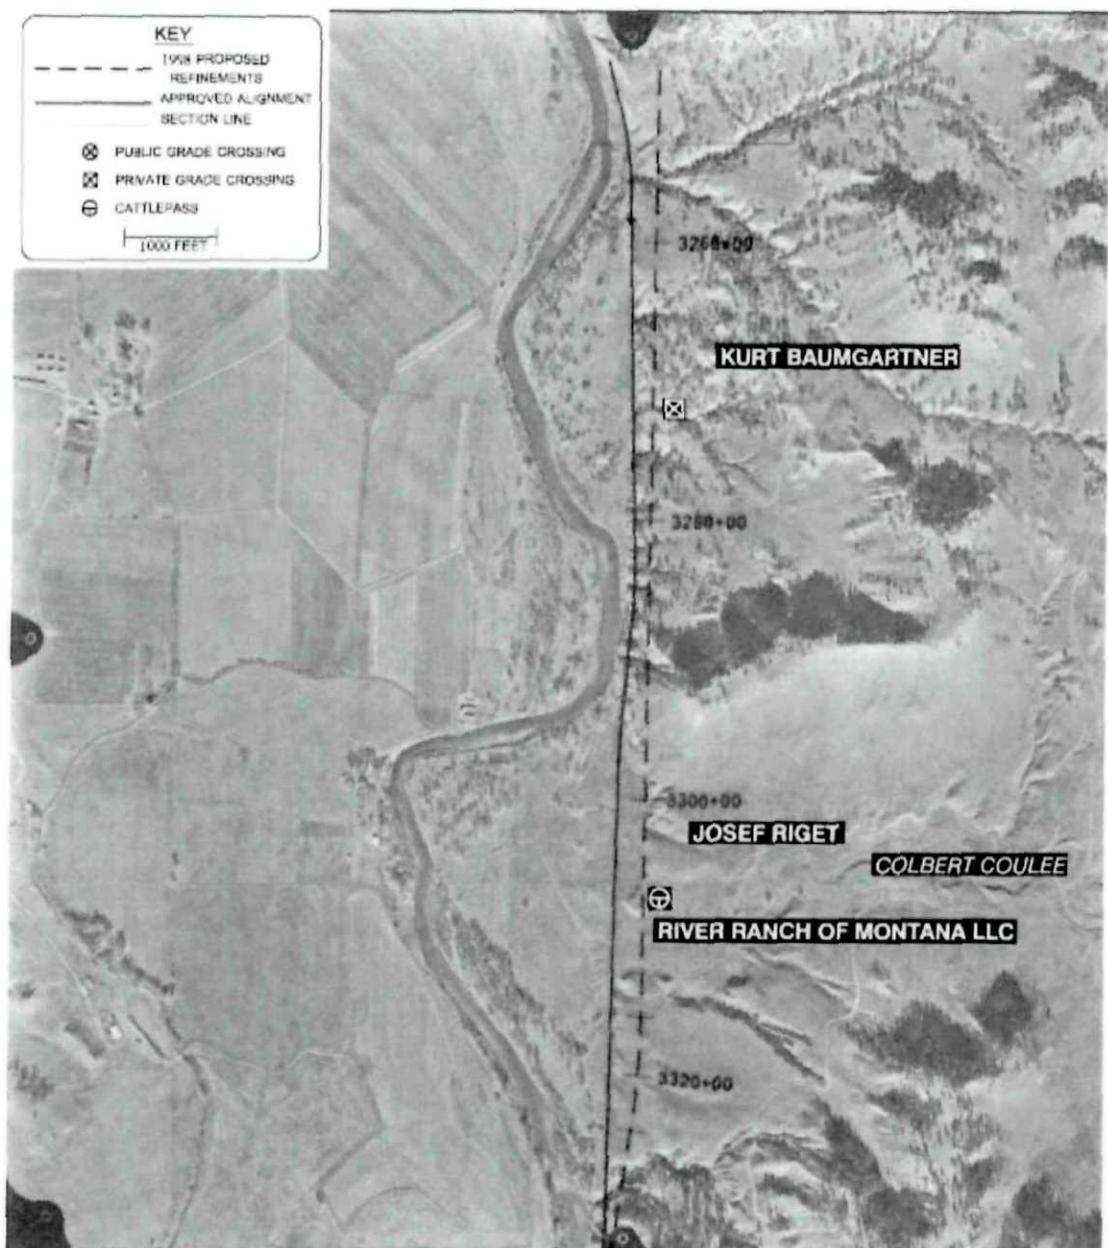 KEY
1998 PROPOSED
REFINEMENTS
APPROVED ALIGNMENT
SECTION LINE
PUBLIC GRADE CROSSING
PRIVATE GRADE CROSSING
CATTLEPASS
1000 FEET
3260+00
KURT BAUMGARTNER
3280+00
3300+00
JOSEF RIGET
COLBERT COULEE
RIVER RANCH OF MONTANA LLC
3320+00